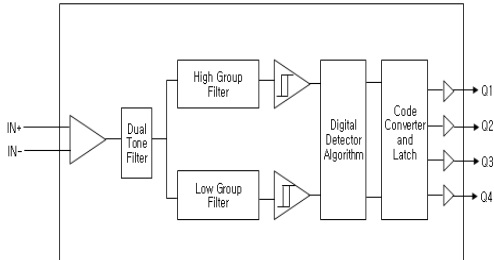 High Group
Filter
Q1
IN+
Dual
Tone
Filter
Digital
Detector
Algorithm
Code
Converter
and
Latch
Q2
IN-
Q3
Low Group
Filter
Q4